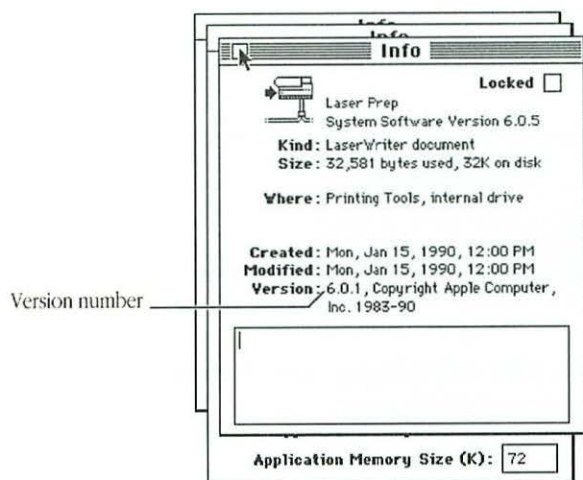 Info
Info
Info
Locked
Laser Prep
System Software Version 6.0.5
Kind: LaserWriter document
Size: 32,581 bytes used, 32K on disk
Where: Printing Tools, internal drive
Created: Mon, Jan 15, 1990, 12:00 PM
Modified: Mon, Jan 15, 1990, 12:00 PM
Version: 6.0.1, Copyright Apple Computer,
Inc. 1983-90
Version number
Application Memory Size (K): 72